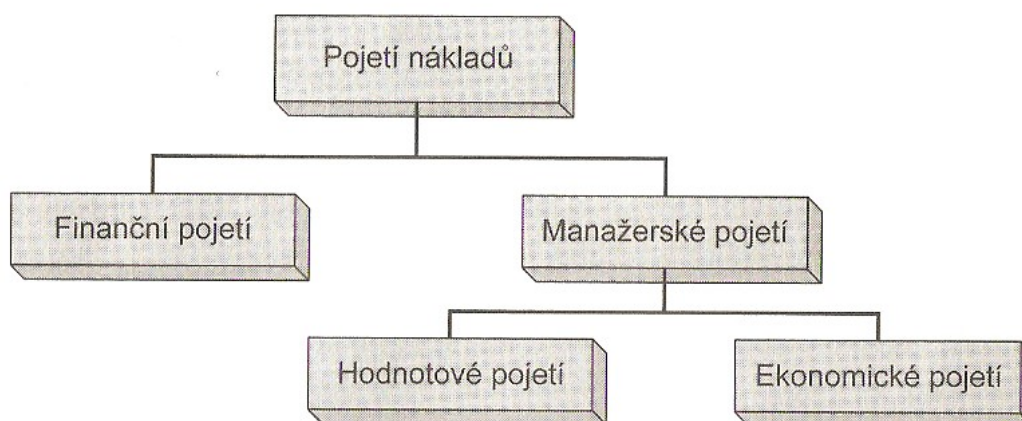 Pojetí nákladů
Finanční pojetí
Manažerské pojetí
Hodnotové pojetí
Ekonomické pojetí